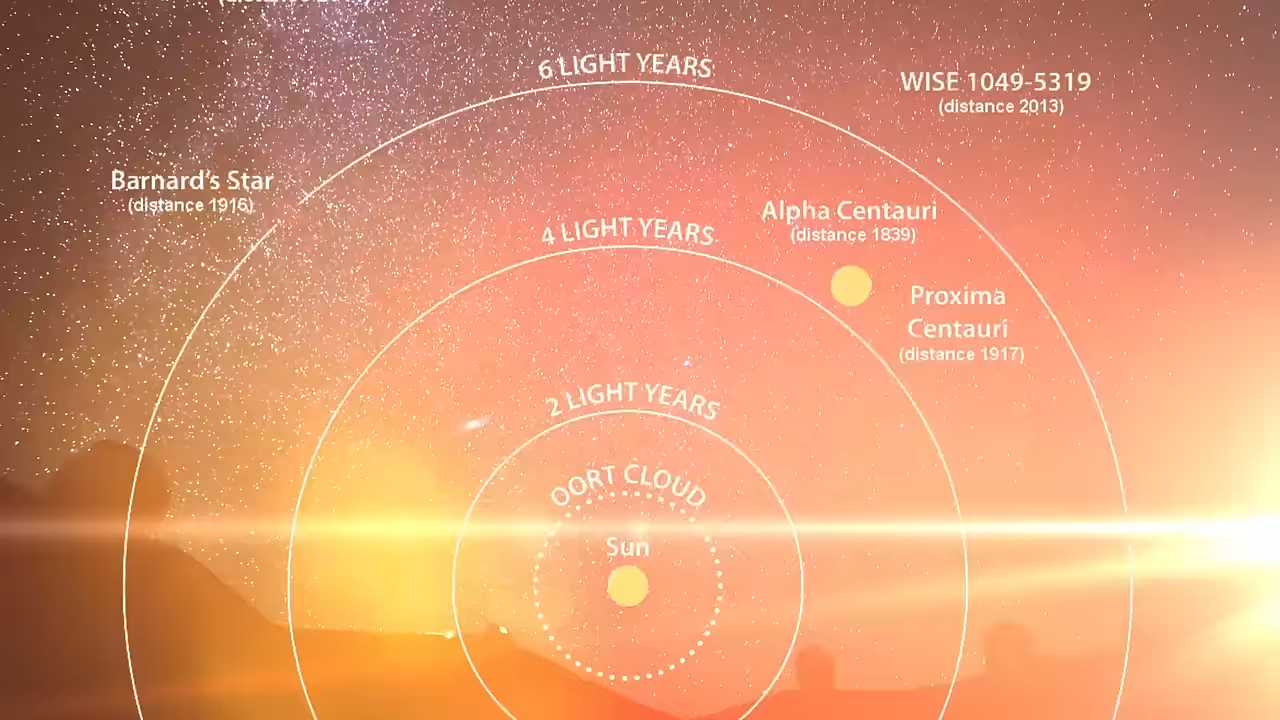 6 LIGHT YEARS
WISE 1049-5319
(distance 2013)
Barnard's Star
(distance 1916)
Alpha Centauri
(distance 1839)
4 LIGHT YEARS
Proxima
Centauri
(distance 1917)
2 LIGHT YEARS
OORT CLOUD
Sun